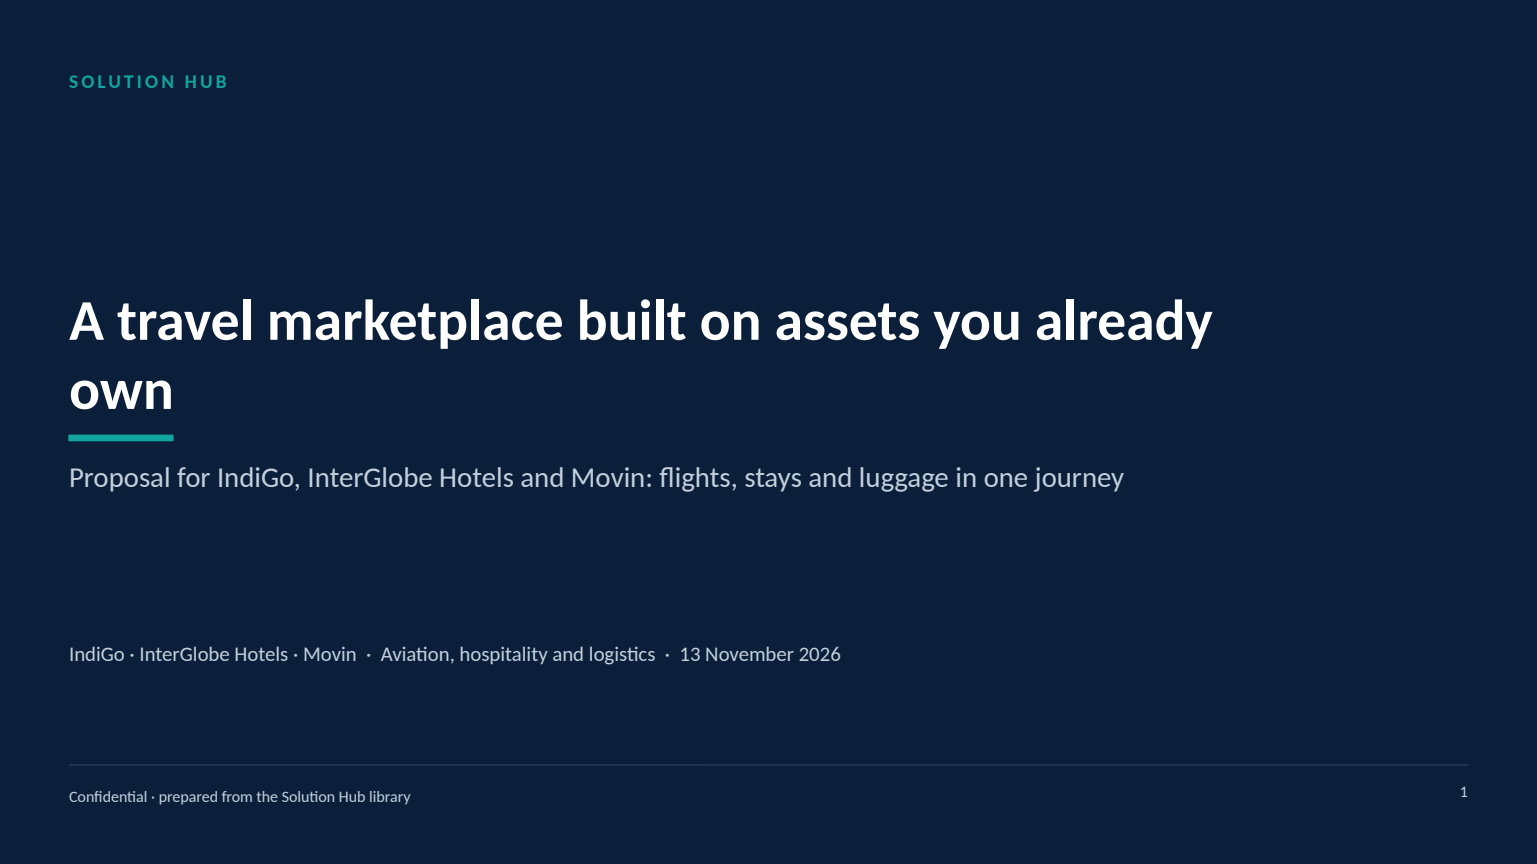 SOLUTION HUB
A travel marketplace built on assets you already
own
Proposal for IndiGo, InterGlobe Hotels and Movin: flights, stays and luggage in one journey
IndiGo · InterGlobe Hotels · Movin · Aviation, hospitality and logistics · 13 November 2026
Confidential · prepared from the Solution Hub library
1